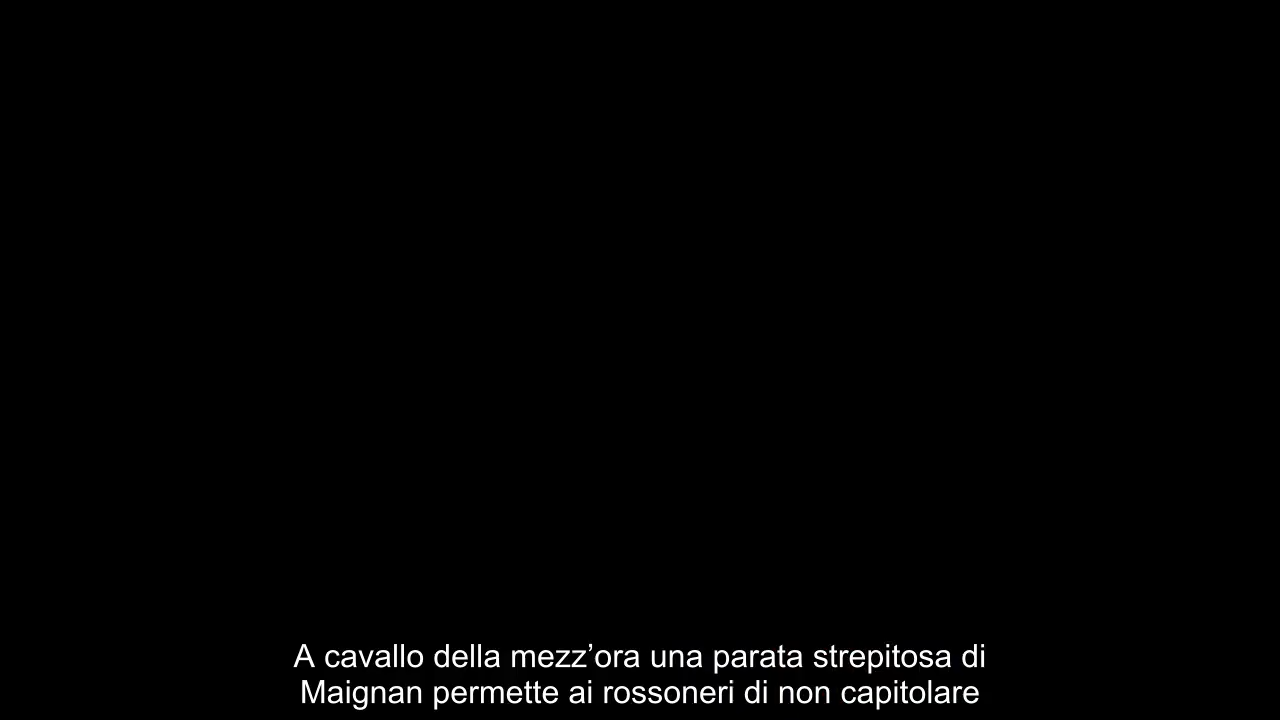 A cavallo della mezz’ora una parata strepitosa di
Maignan permette ai rossoneri di non capitolare